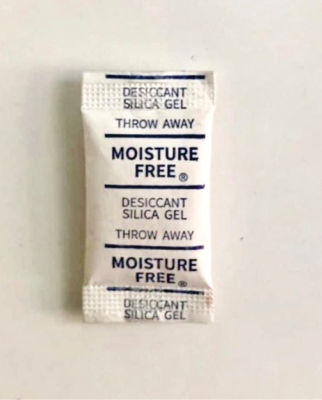 DESICCANT
SILICA GEL
THROW AWAY
MOISTURE
FREE®
DESICCANT
SILICA GEL
THROW AWAY
MOISTURE
FREE®
DESICCANT
SILICA GEL